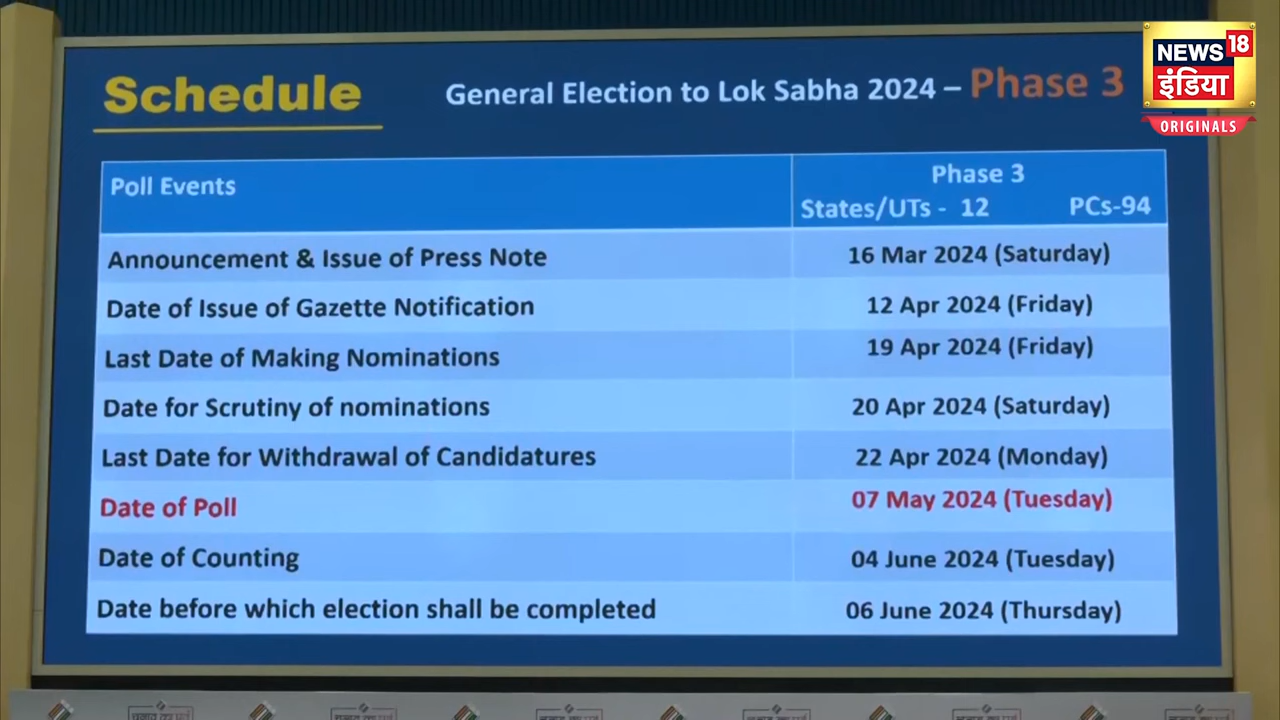 Schedule
General Election to Lok Sabha 2024 – Phase 3
NEWS 18
इंडिया
ORIGINALS
Poll Events
Phase 3
States/UTs - 12 PCs-94
Announcement & Issue of Press Note 16 Mar 2024 (Saturday)
Date of Issue of Gazette Notification 12 Apr 2024 (Friday)
Last Date of Making Nominations 19 Apr 2024 (Friday)
Date for Scrutiny of nominations 20 Apr 2024 (Saturday)
Last Date for Withdrawal of Candidatures 22 Apr 2024 (Monday)
Date of Poll 07 May 2024 (Tuesday)
Date of Counting 04 June 2024 (Tuesday)
Date before which election shall be completed 06 June 2024 (Thursday)